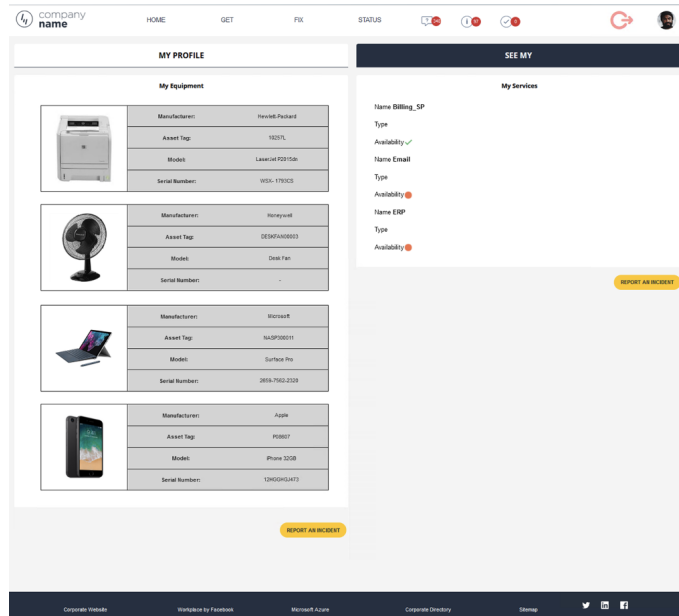 company
name
HOME
GET
FIX
STATUS
MY PROFILE
SEE MY
My Equipment
Manufacturer: Hewlett-Packard
Asset Tag: 10257L
Model: LaserJet P2015dn
Serial Number:
Manufacturer: Honeywell
Asset Tag: DESKFAN00003
Model: Desk Fan
Serial Number: -
Manufacturer: Microsoft
Asset Tag:
Model: Surface Pro
Serial Number:
Manufacturer: Apple
Asset Tag:
Model: iPhone 32GB
Serial Number:
REPORT AN INCIDENT
My Services
Name Billing_SP
Type
Availability
Name Email
Type
Availability
Name ERP
Type
Availability
REPORT AN INCIDENT
Corporate Website
Workplace by Facebook
Microsoft Azure
Corporate Directory
Sitemap